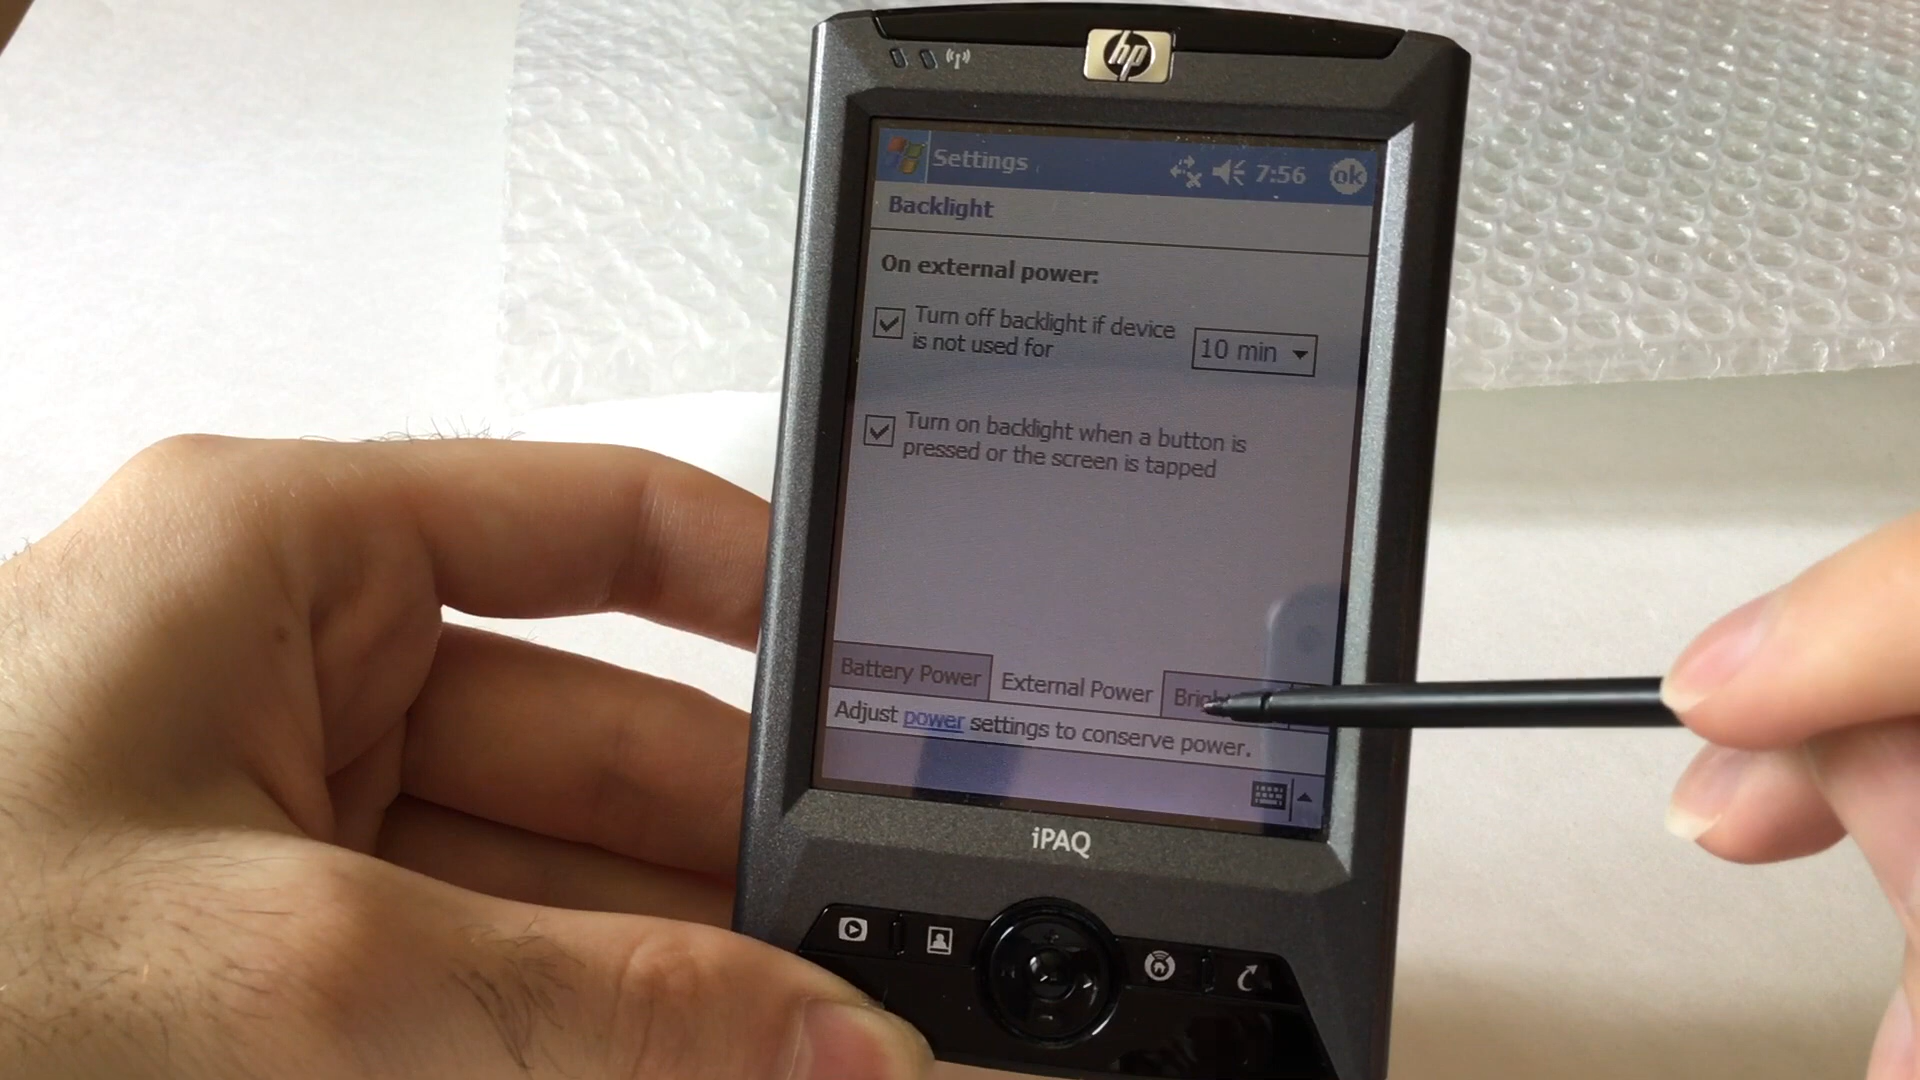 hp
Settings 7:56 ok
Backlight
On external power:
Turn off backlight if device
is not used for
10 min
Turn on backlight when a button is
pressed or the screen is tapped
Battery Power External Power
Adjust power settings to conserve power.
iPAQ